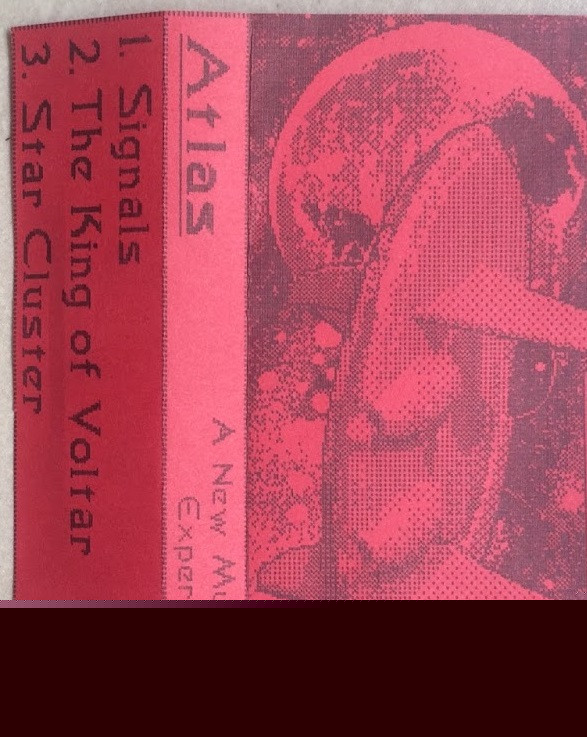 1. Signals
2. The King of Voltar
3. Star Cluster
Atlas
A New